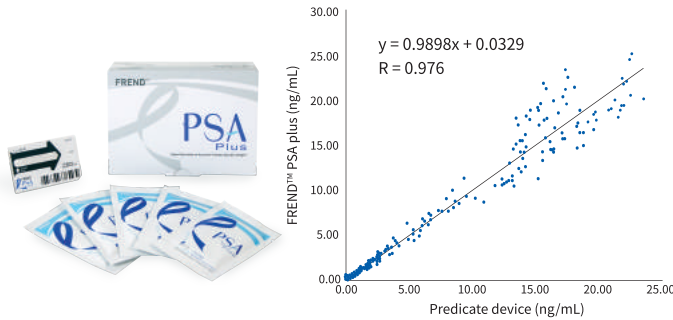 FREND™
PSA
Plus
PSA
30.00
25.00
20.00
15.00
10.00
5.00
0.00
FREND™ PSA plus (ng/mL)
y = 0.9898x + 0.0329
R = 0.976
0.00 5.00 10.00 15.00 20.00 25.00
Predicate device (ng/mL)